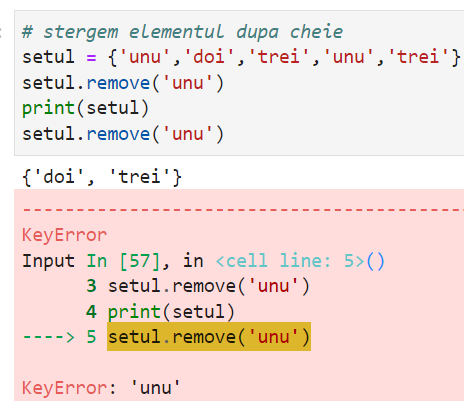 # stergem elementul dupa cheie
setul = {'unu','doi','trei','unu','trei'}
setul.remove('unu')
print(setul)
setul.remove('unu')
{'doi', 'trei'}
---------------------------------------------
KeyError
Input In [57], in <cell line: 5>()
      3 setul.remove('unu')
      4 print(setul)
----> 5 setul.remove('unu')
KeyError: 'unu'